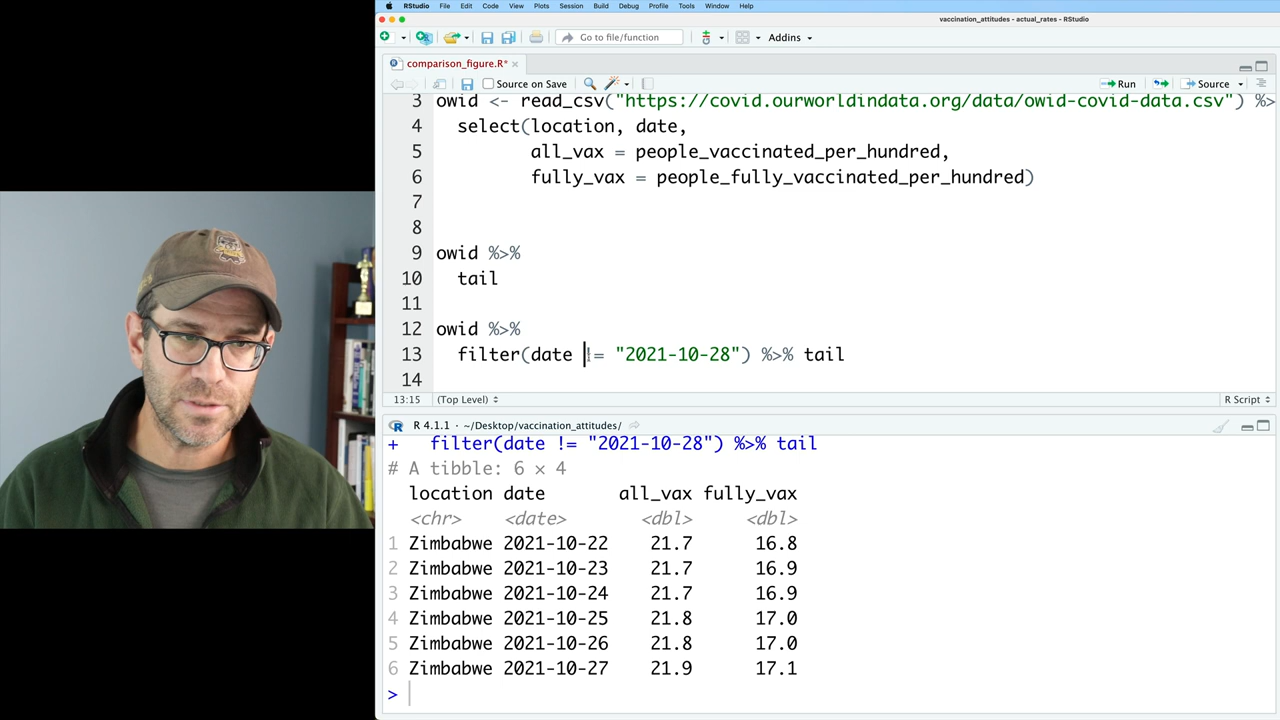 RStudio File Edit Code View Plots Session Build Debug Profile Tools Window Help
vaccination_attitudes - actual_rates - RStudio
Go to file/function Addins
comparison_figure.R*
Source on Save Run Source
3 owid <- read_csv("https://covid.ourworldindata.org/data/owid-covid-data.csv") %>
4 select(location, date,
5 all_vax = people_vaccinated_per_hundred,
6 fully_vax = people_fully_vaccinated_per_hundred)
7
8
9 owid %>%
10 tail
11
12 owid %>%
13 filter(date != "2021-10-28") %>% tail
14
13:15 (Top Level) R Script
R 4.1.1 · ~/Desktop/vaccination_attitudes/
+ filter(date != "2021-10-28") %>% tail
# A tibble: 6 × 4
location date all_vax fully_vax
<chr> <date> <dbl> <dbl>
1 Zimbabwe 2021-10-22 21.7 16.8
2 Zimbabwe 2021-10-23 21.7 16.9
3 Zimbabwe 2021-10-24 21.7 16.9
4 Zimbabwe 2021-10-25 21.8 17.0
5 Zimbabwe 2021-10-26 21.8 17.0
6 Zimbabwe 2021-10-27 21.9 17.1
>